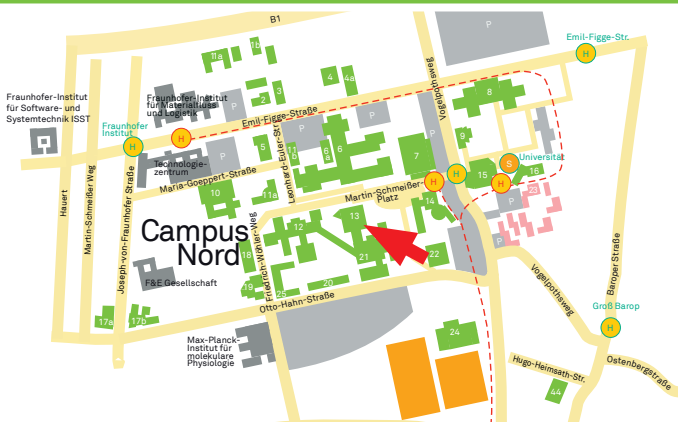 B1
Emil-Figge-Str.
H
11a
1b
P
Vogelpothsweg
4
4a
3
2
8
Fraunhofer-Institut
für Software- und
Systemtechnik ISST
Fraunhofer-Institut
für Materialfluss
und Logistik
P
Emil-Figge-Straße
P
P
P
P
Fraunhofer
Institut
H
H
5
Leonhard-Euler-Str.
11
b
6
a
6
9
7
Technologie-
zentrum
P
Universität
S
Maria-Goeppert-Straße
10
11a
Martin-Schmeißer-
Platz
H
H
15
H
16
23
14
P
Hauert
Martin-Schmeißer Weg
Joseph-von-Fraunhofer Straße
Campus
Nord
Friedrich-Wöhler-Weg
12
13
18
21
22
P
F&E Gesellschaft
19
25
20
Otto-Hahn-Straße
Vogelpothsweg
Baroper Straße
17a
17b
Groß Barop
H
Max-Planck-
Institut für
molekulare
Physiologie
24
Hugo-Heimsath-Str.
Ostenbergstraße
44